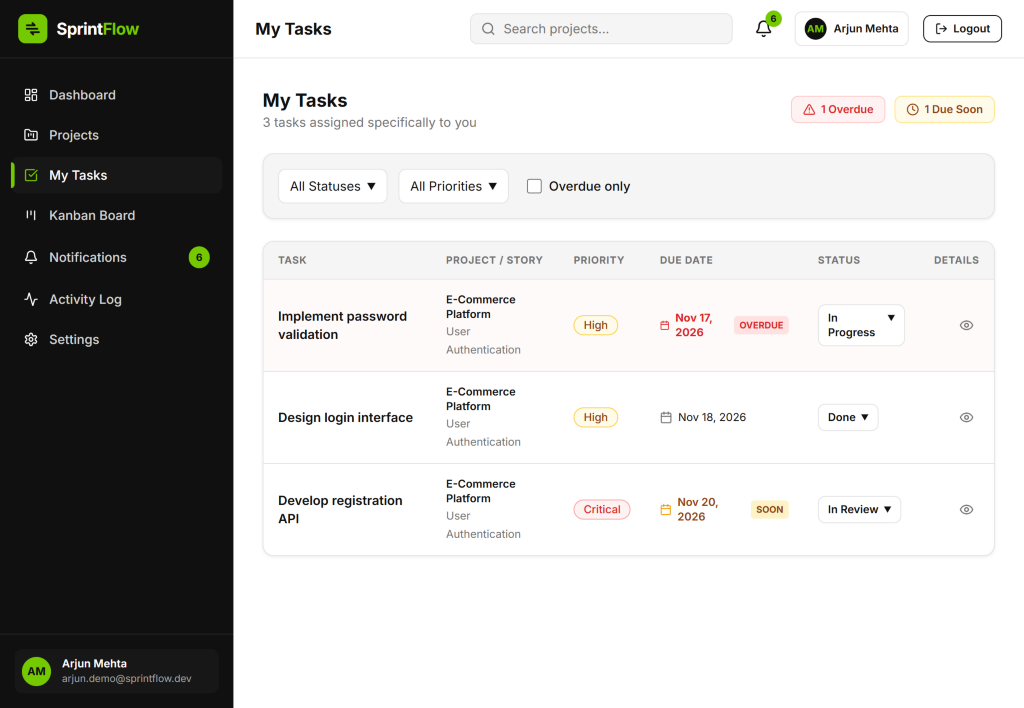 SprintFlow
Dashboard
Projects
My Tasks
Kanban Board
Notifications 6
Activity Log
Settings
AM
Arjun Mehta
arjun.demo@sprintflow.dev
My Tasks
Search projects...
6
AM Arjun Mehta
Logout
My Tasks
3 tasks assigned specifically to you
1 Overdue
1 Due Soon
All Statuses ▼
All Priorities ▼
Overdue only
TASK PROJECT / STORY PRIORITY DUE DATE STATUS DETAILS
Implement password
validation
E-Commerce
Platform
User
Authentication
High
Nov 17,
2026
OVERDUE
In
Progress ▼
Design login interface
E-Commerce
Platform
User
Authentication
High
Nov 18, 2026
Done ▼
Develop registration
API
E-Commerce
Platform
User
Authentication
Critical
Nov 20,
2026
SOON
In Review ▼